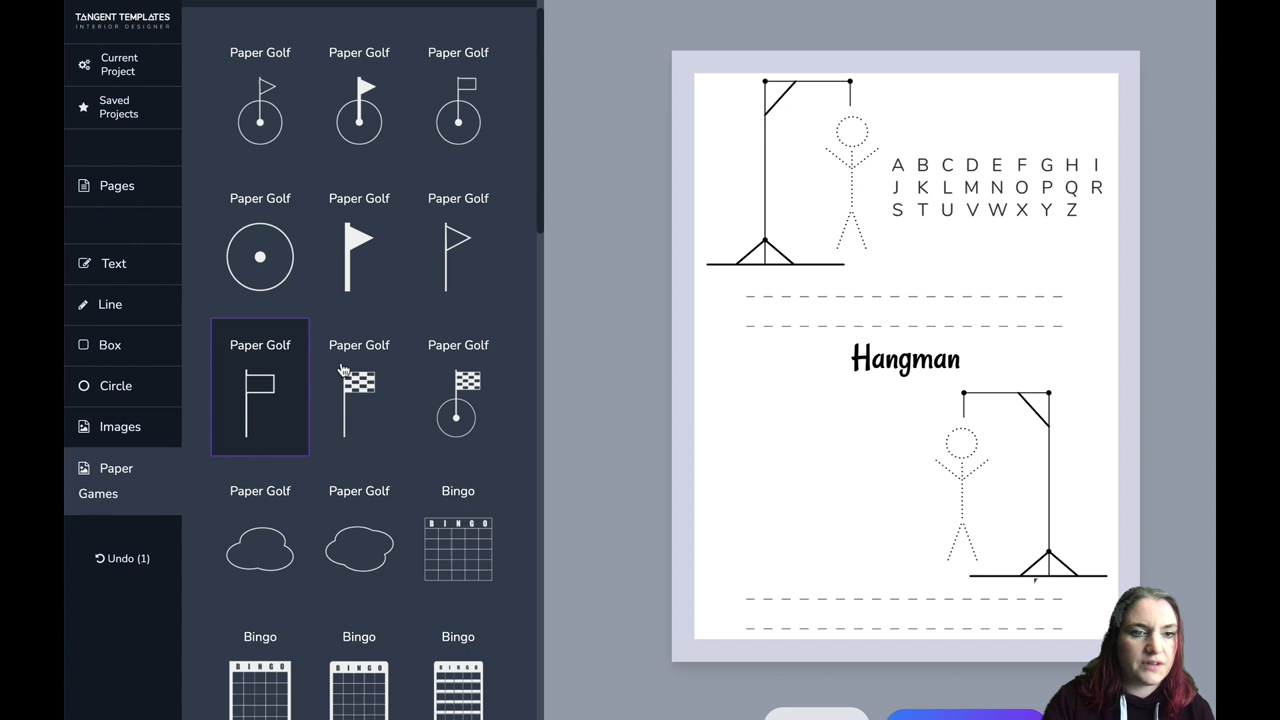 TANGENT TEMPLATES
INTERIOR DESIGNER
Current
Project
Saved
Projects
Pages
Text
Line
Box
Circle
Images
Paper
Games
Undo (1)
Paper Golf Paper Golf Paper Golf
Paper Golf Paper Golf Paper Golf
Paper Golf Paper Golf Paper Golf
Paper Golf Paper Golf Bingo
B I N G O
Bingo Bingo Bingo
B I N G O B I N G O B I N G O
A B C D E F G H I
J K L M N O P Q R
S T U V W X Y Z
Hangman